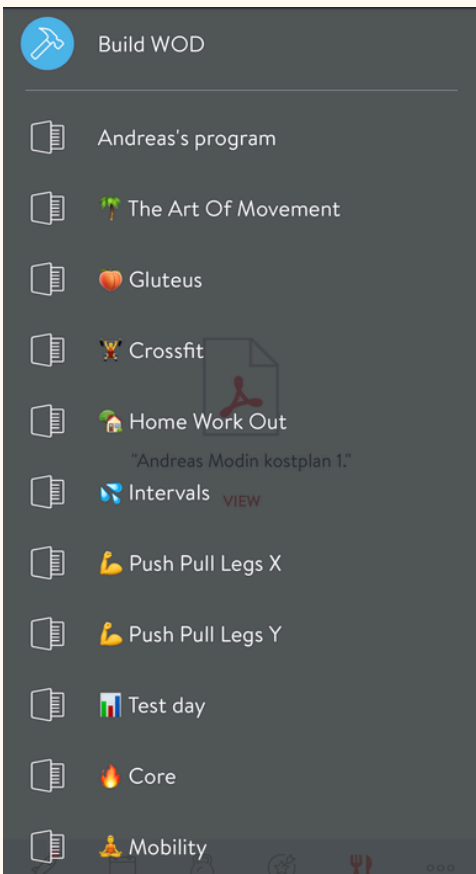 Build WOD
Andreas's program
🌴 The Art Of Movement
🍑 Gluteus
🏋️ Crossfit
🏡 Home Work Out
"Andreas Modin kostplan 1."
💦 Intervals
VIEW
💪 Push Pull Legs X
💪 Push Pull Legs Y
📊 Test day
🔥 Core
🧘 Mobility